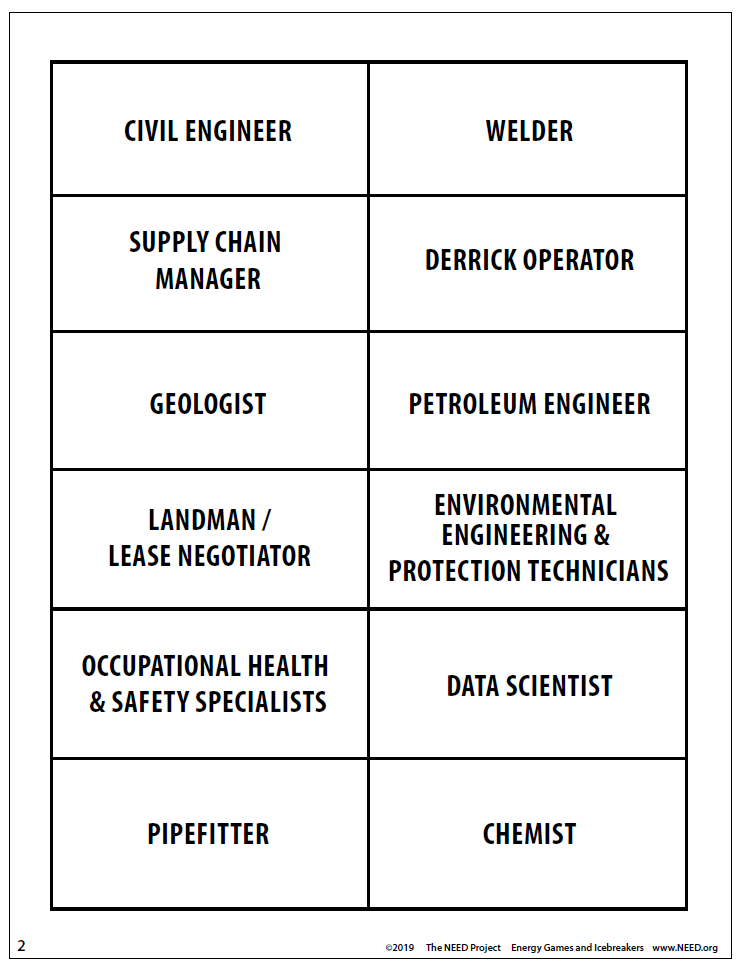 CIVIL ENGINEER
WELDER
SUPPLY CHAIN
MANAGER
DERRICK OPERATOR
GEOLOGIST
PETROLEUM ENGINEER
LANDMAN /
LEASE NEGOTIATOR
ENVIRONMENTAL
ENGINEERING &
PROTECTION TECHNICIANS
OCCUPATIONAL HEALTH
& SAFETY SPECIALISTS
DATA SCIENTIST
PIPEFITTER
CHEMIST
2
©2019 The NEED Project Energy Games and Icebreakers www.NEED.org